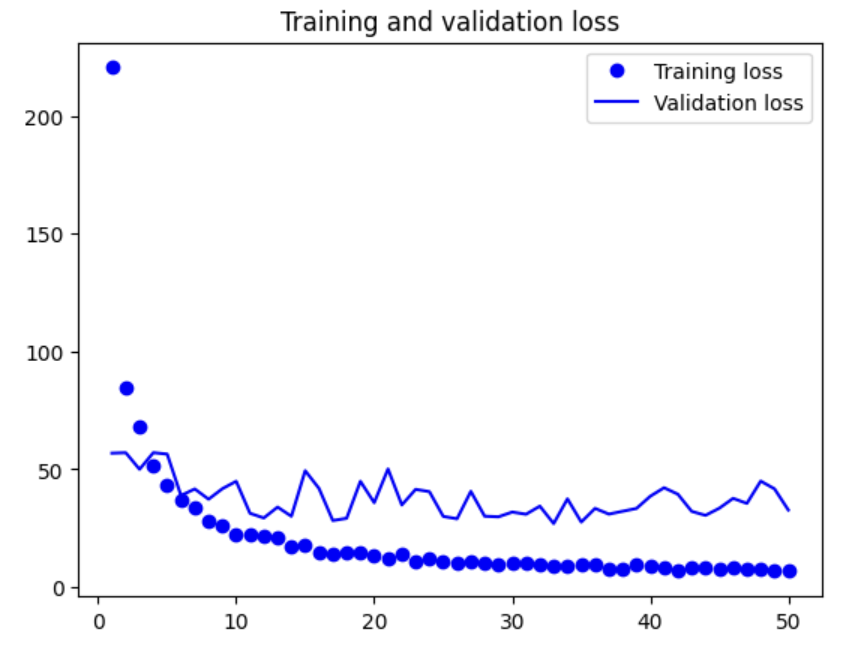 Training and validation loss
Training loss
Validation loss
200
150
100
50
0
0 10 20 30 40 50